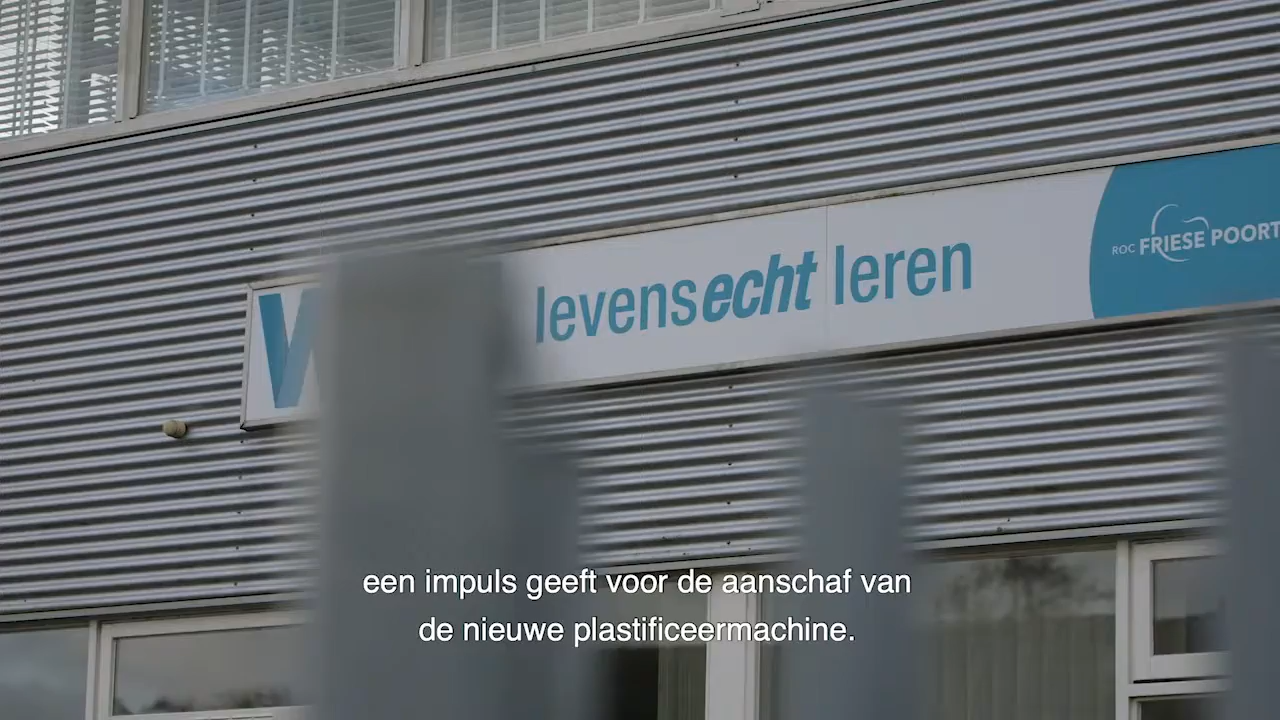 levensecht leren
ROC FRIESE POORT
een impuls geeft voor de aanschaf van
de nieuwe plastificeermachine.